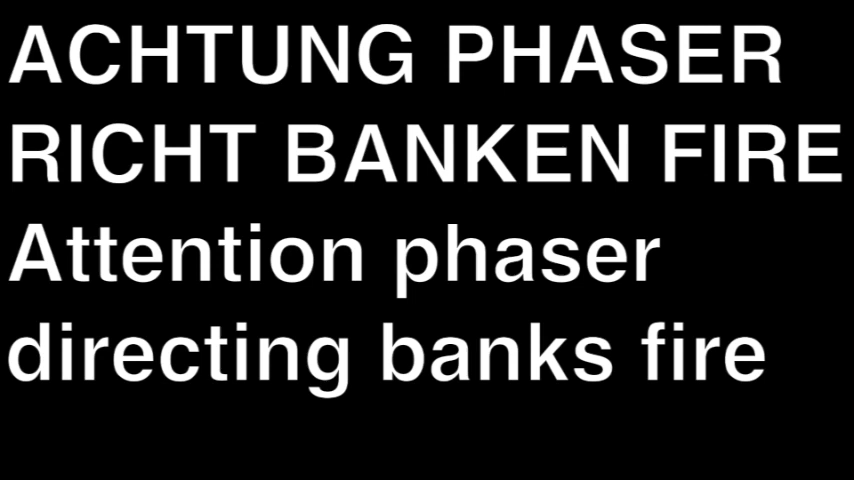 ACHTUNG PHASER
RICHT BANKEN FIRE
Attention phaser
directing banks fire